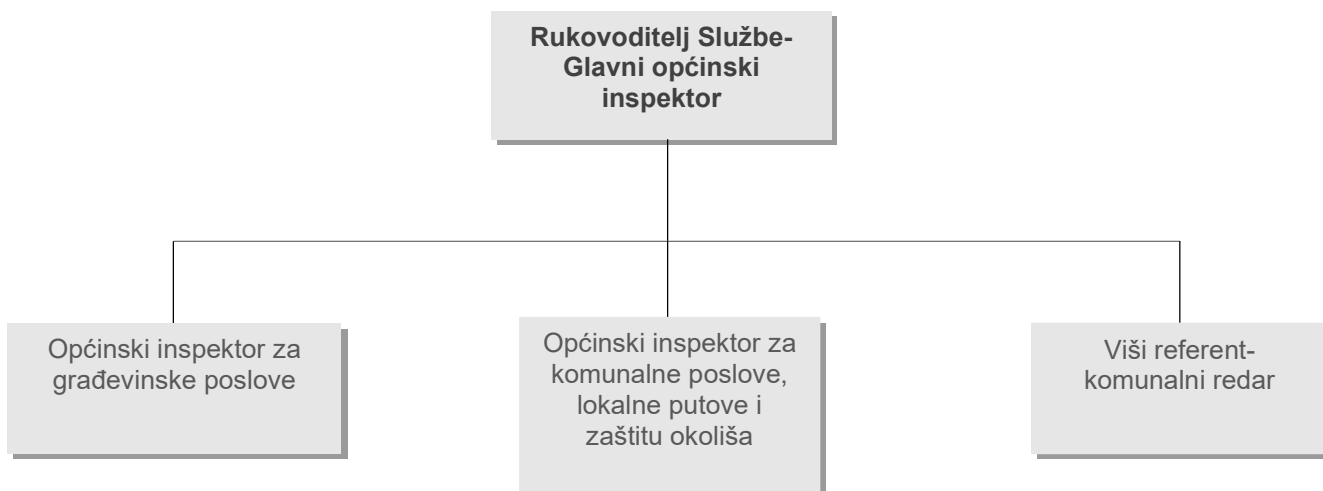 Rukovoditelj Službe-
Glavni općinski
inspektor
Općinski inspektor za
građevinske poslove
Općinski inspektor za
komunalne poslove,
lokalne putove i
zaštitu okoliša
Viši referent-
komunalni redar